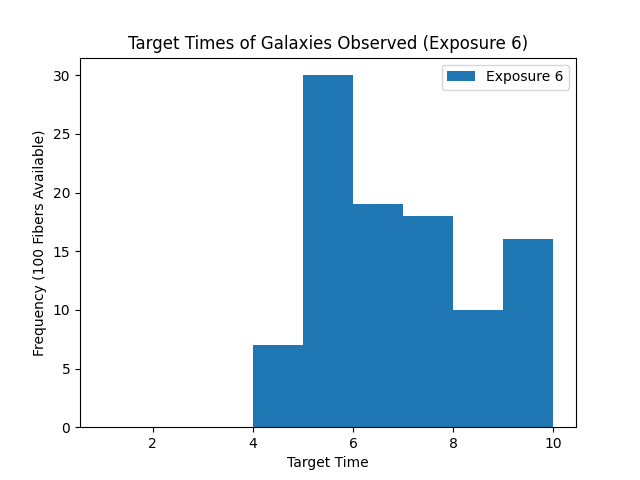 Target Times of Galaxies Observed (Exposure 6)
Exposure 6
Frequency (100 Fibers Available)
30
25
20
15
10
5
0
2 4 6 8 10
Target Time